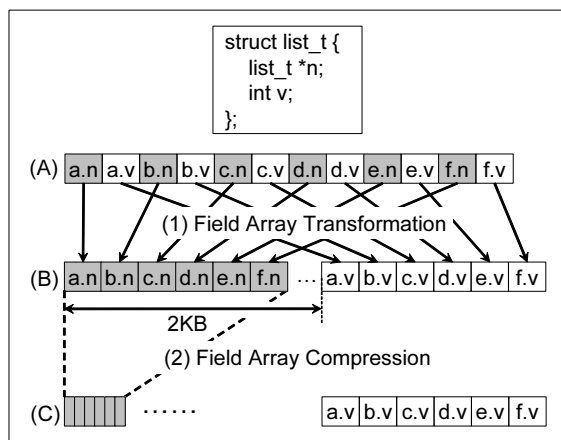 struct list_t {
list_t *n;
int v;
};
(A) a.n a.v b.n b.v c.n c.v d.n d.v e.n e.v f.n f.v
(1) Field Array Transformation
(B) a.n b.n c.n d.n e.n f.n ... a.v b.v c.v d.v e.v f.v
2KB
(2) Field Array Compression
(C) ...... a.v b.v c.v d.v e.v f.v